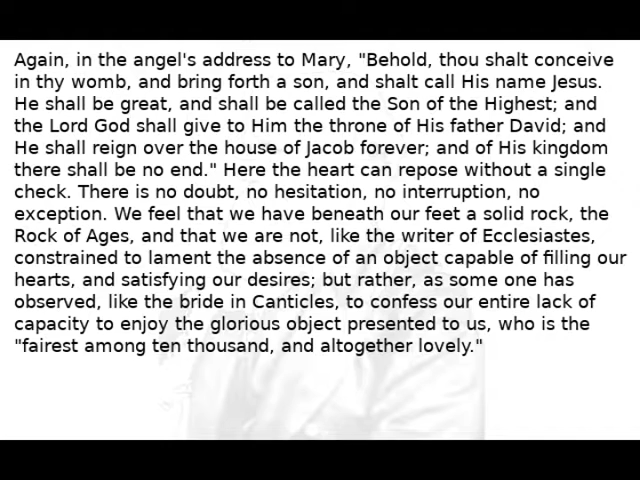 Again, in the angel's address to Mary, "Behold, thou shalt conceive
in thy womb, and bring forth a son, and shalt call His name Jesus.
He shall be great, and shall be called the Son of the Highest; and
the Lord God shall give to Him the throne of His father David; and
He shall reign over the house of Jacob forever; and of His kingdom
there shall be no end." Here the heart can repose without a single
check. There is no doubt, no hesitation, no interruption, no
exception. We feel that we have beneath our feet a solid rock, the
Rock of Ages, and that we are not, like the writer of Ecclesiastes,
constrained to lament the absence of an object capable of filling our
hearts, and satisfying our desires; but rather, as some one has
observed, like the bride in Canticles, to confess our entire lack of
capacity to enjoy the glorious object presented to us, who is the
"fairest among ten thousand, and altogether lovely."